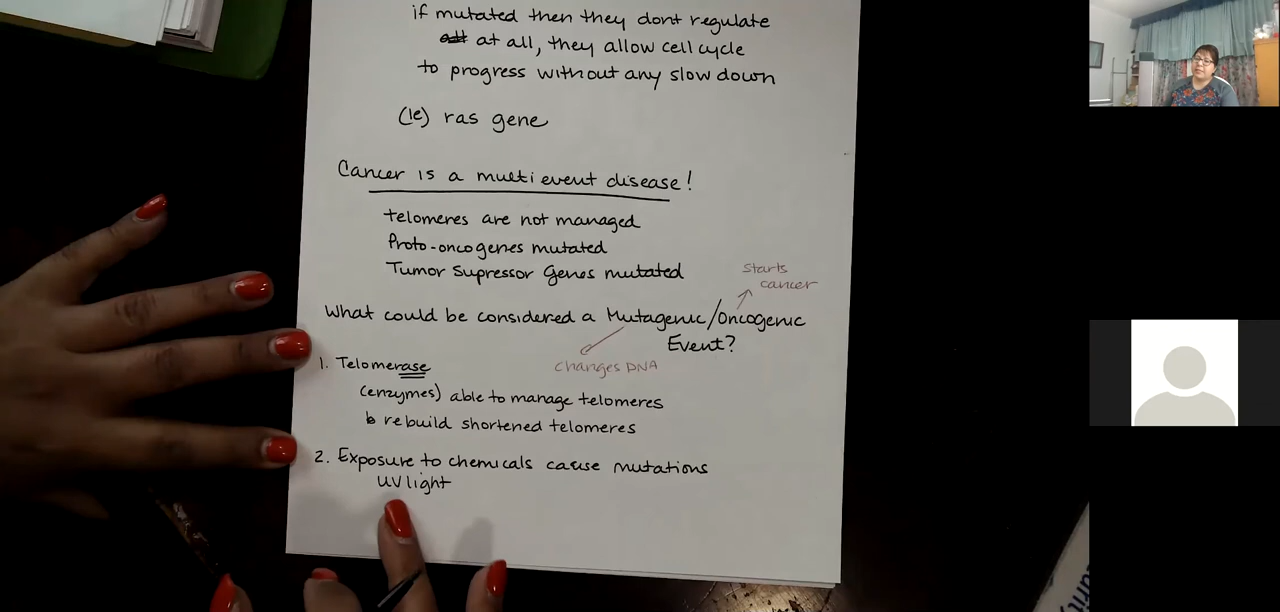 if mutated then they dont regulate
at all, they allow cell cycle
to progress without any slow down
(ie) ras gene
Cancer is a multi event disease!
telomeres are not managed
Proto-oncogenes mutated
Tumor Supressor Genes mutated
starts
cancer
What could be considered a Mutagenic/Oncogenic
Event?
changes DNA
1. Telomerase
(enzymes) able to manage telomeres
rebuild shortened telomeres
2. Exposure to chemicals cause mutations
UV light